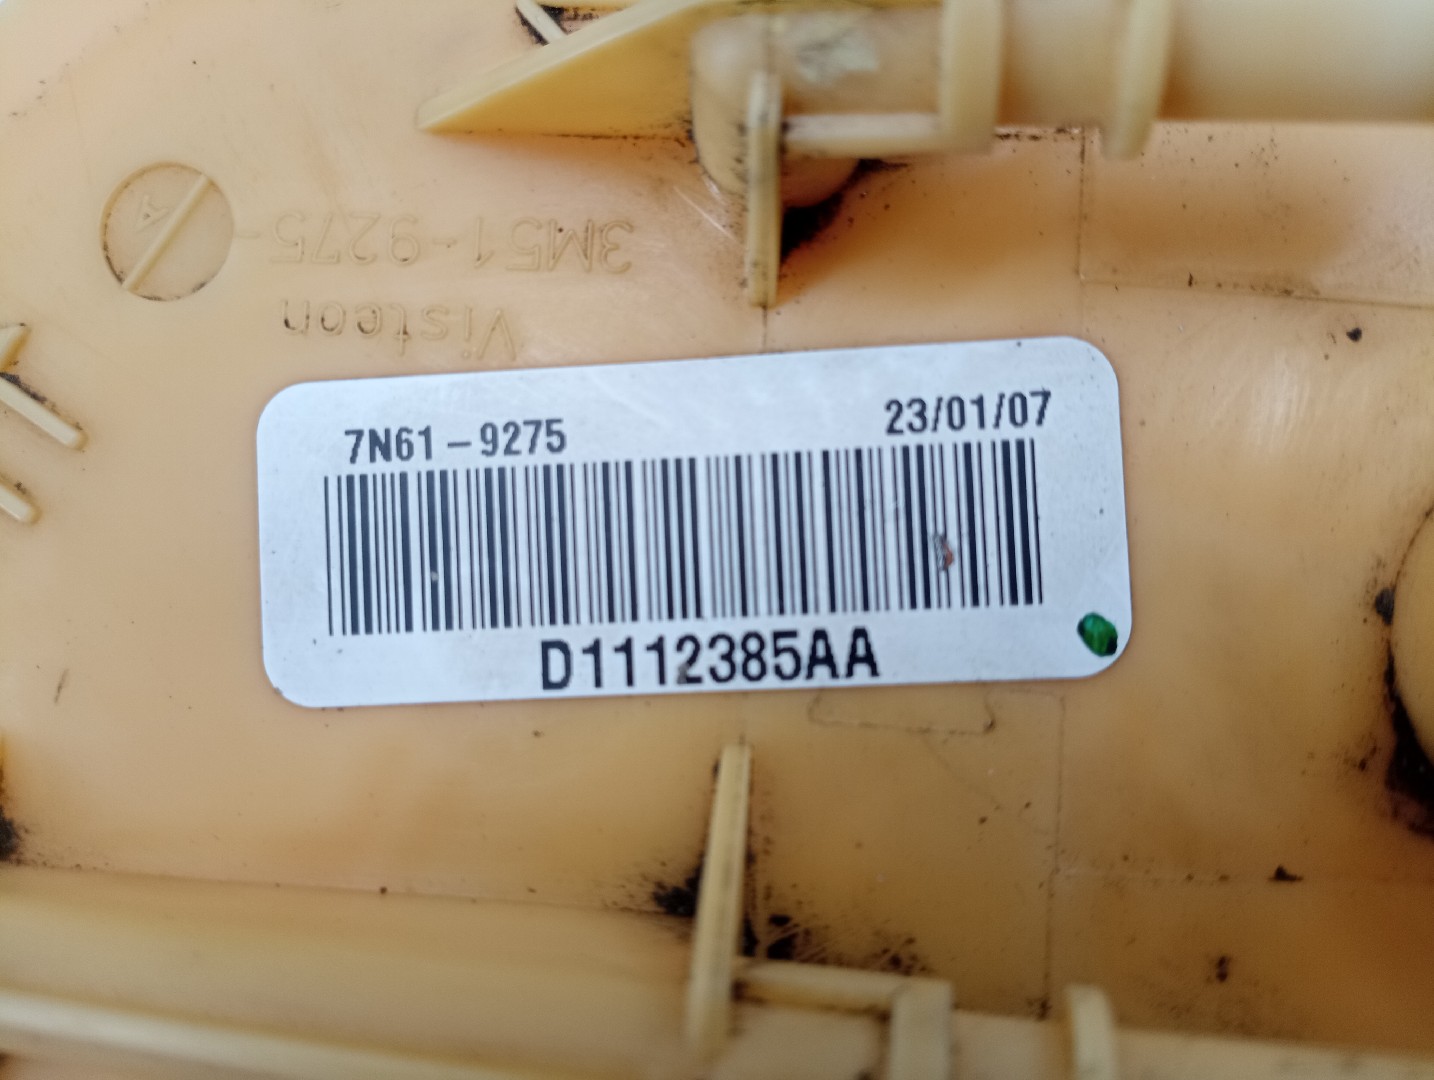 3M51-9275-
Visteon
7N61-9275
23/01/07
D1112385AA